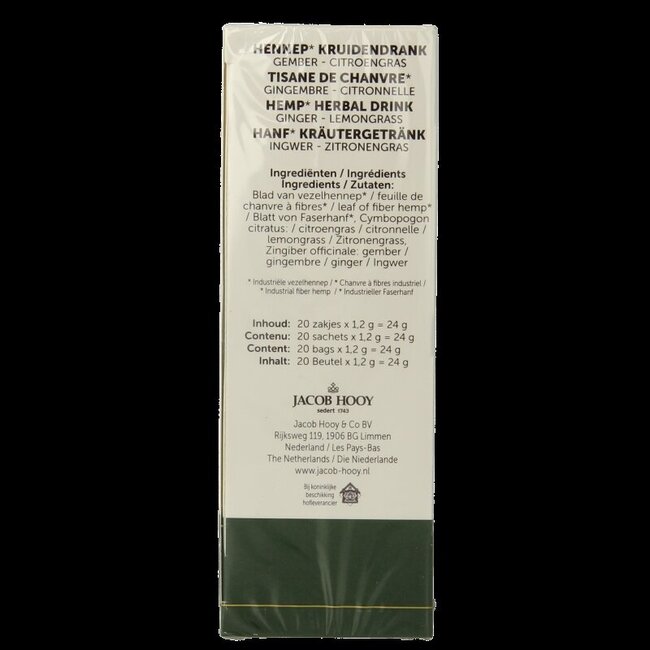 HENNEP* KRUIDENDRANK
GEMBER - CITROENGRAS
TISANE DE CHANVRE*
GINGEMBRE - CITRONNELLE
HEMP* HERBAL DRINK
GINGER - LEMONGRASS
HANF* KRÄUTERGETRÄNK
INGWER - ZITRONENGRAS
Ingrediënten / Ingrédients
Ingredients / Zutaten:
Blad van vezelhennep* / feuille de
chanvre à fibres* / leaf of fiber hemp*
/ Blatt von Faserhanf*, Cymbopogon
citratus: / citroengras / citronnelle /
lemongrass / Zitronengrass,
Zingiber officinale: gember /
gingembre / ginger / Ingwer
* Industriële vezelhennep / * Chanvre à fibres industriel /
* Industrial fiber hemp / * Industrieller Faserhanf
Inhoud: 20 zakjes x 1,2 g = 24 g
Contenu: 20 sachets x 1,2 g = 24 g
Content: 20 bags x 1,2 g = 24 g
Inhalt: 20 Beutel x 1,2 g = 24 g
JACOB HOOY
sedert 1743
Jacob Hooy & Co BV
Rijksweg 119, 1906 BG Limmen
Nederland / Les Pays-Bas
The Netherlands / Die Niederlande
www.jacob-hooy.nl
Bij koninklijke
beschikking
hofleverancier